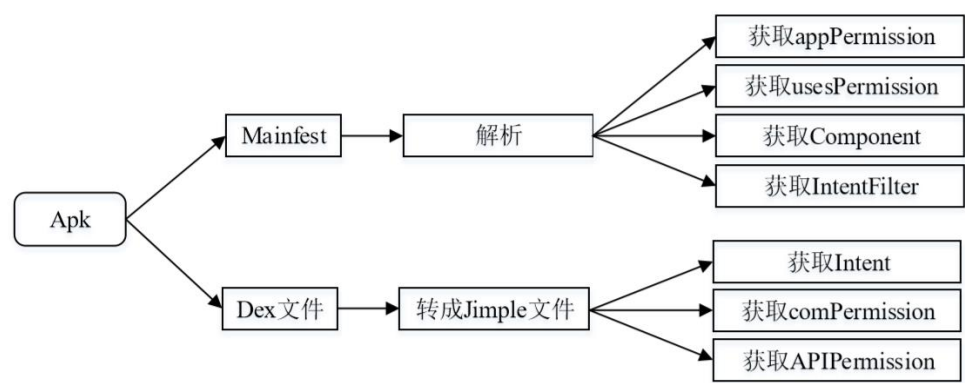 获取appPermission
获取usesPermission
Mainfest
解析
获取Component
获取IntentFilter
Apk
获取Intent
Dex文件
转成Jimple文件
获取comPermission
获取APIPermission